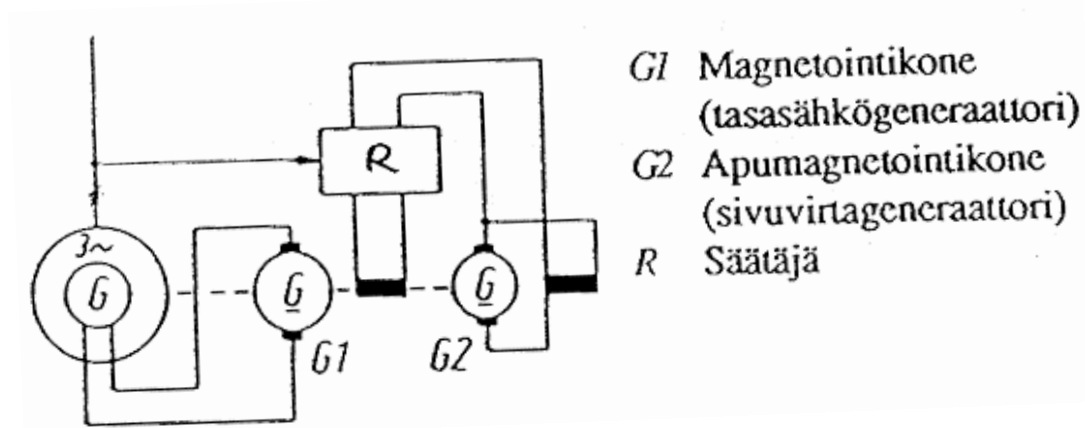 G1 Magnetointikone
(tasasähkögeneraattori)
G2 Apumagnetointikone
(sivuvirtageneraattori)
R Säätäjä
R
3~
G
G
G
G1
G2